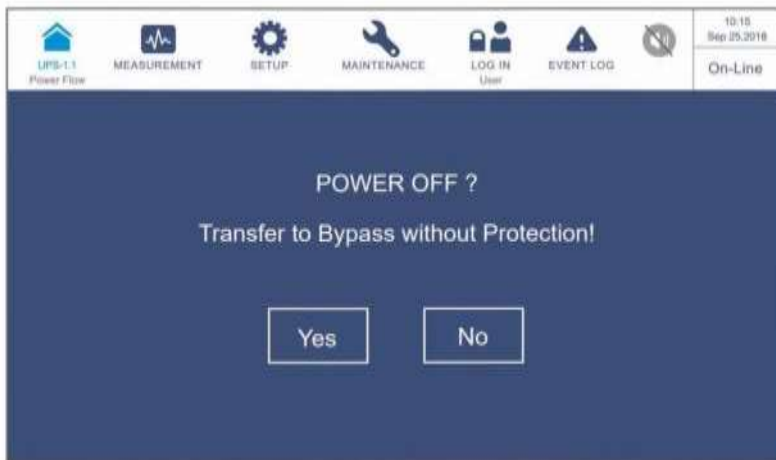 UPS-1.1
Power Flow
MEASUREMENT
SETUP
MAINTENANCE
LOG IN
User
EVENT LOG
10:15
Sep 25,2018
On-Line
POWER OFF ?
Transfer to Bypass without Protection!
Yes
No